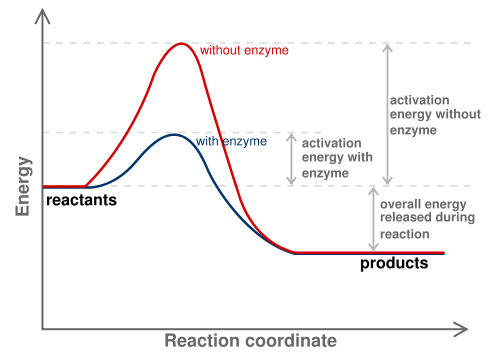 without enzyme
activation
energy without
enzyme
with enzyme
activation
energy with
enzyme
Energy
reactants
overall energy
released during
reaction
products
Reaction coordinate